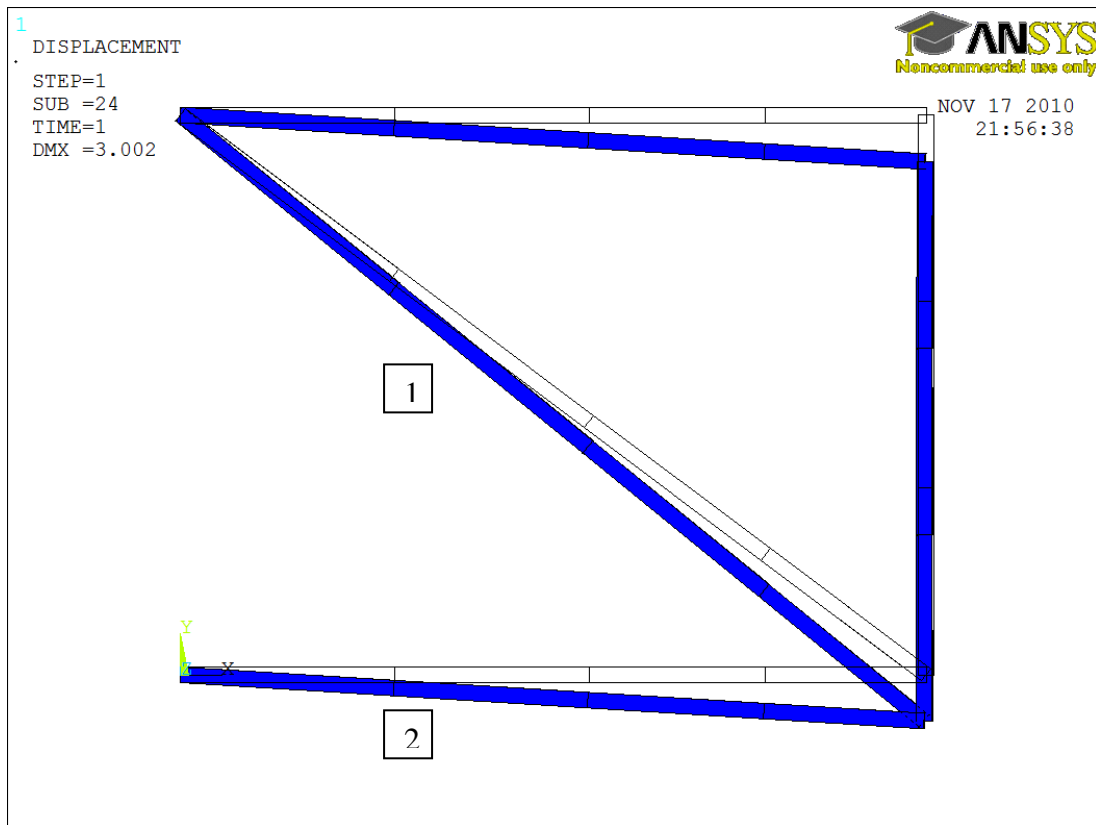 1
DISPLACEMENT
STEP=1
SUB =24
TIME=1
DMX =3.002
ANSYS
Noncommercial use only
NOV 17 2010
21:56:38
1
Y
Z X
2